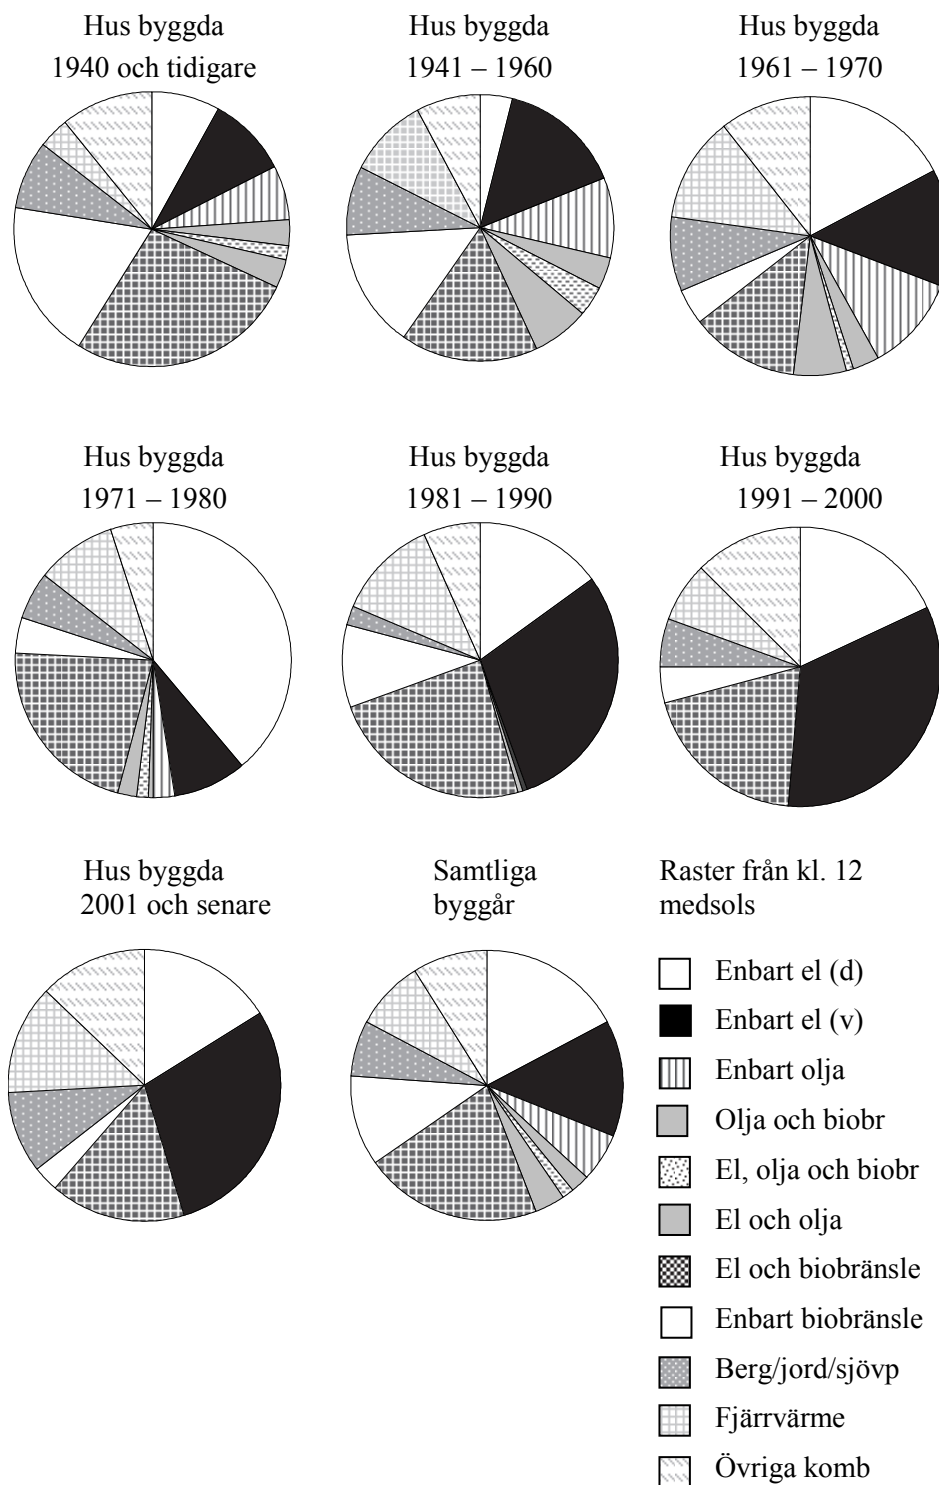 Hus byggda
1940 och tidigare
Hus byggda
1941 – 1960
Hus byggda
1961 – 1970
Hus byggda
1971 – 1980
Hus byggda
1981 – 1990
Hus byggda
1991 – 2000
Hus byggda
2001 och senare
Samtliga
byggår
Raster från kl. 12
medsols
Enbart el (d)
Enbart el (v)
Enbart olja
Olja och biobr
El, olja och biobr
El och olja
El och biobränsle
Enbart biobränsle
Berg/jord/sjövp
Fjärrvärme
Övriga komb